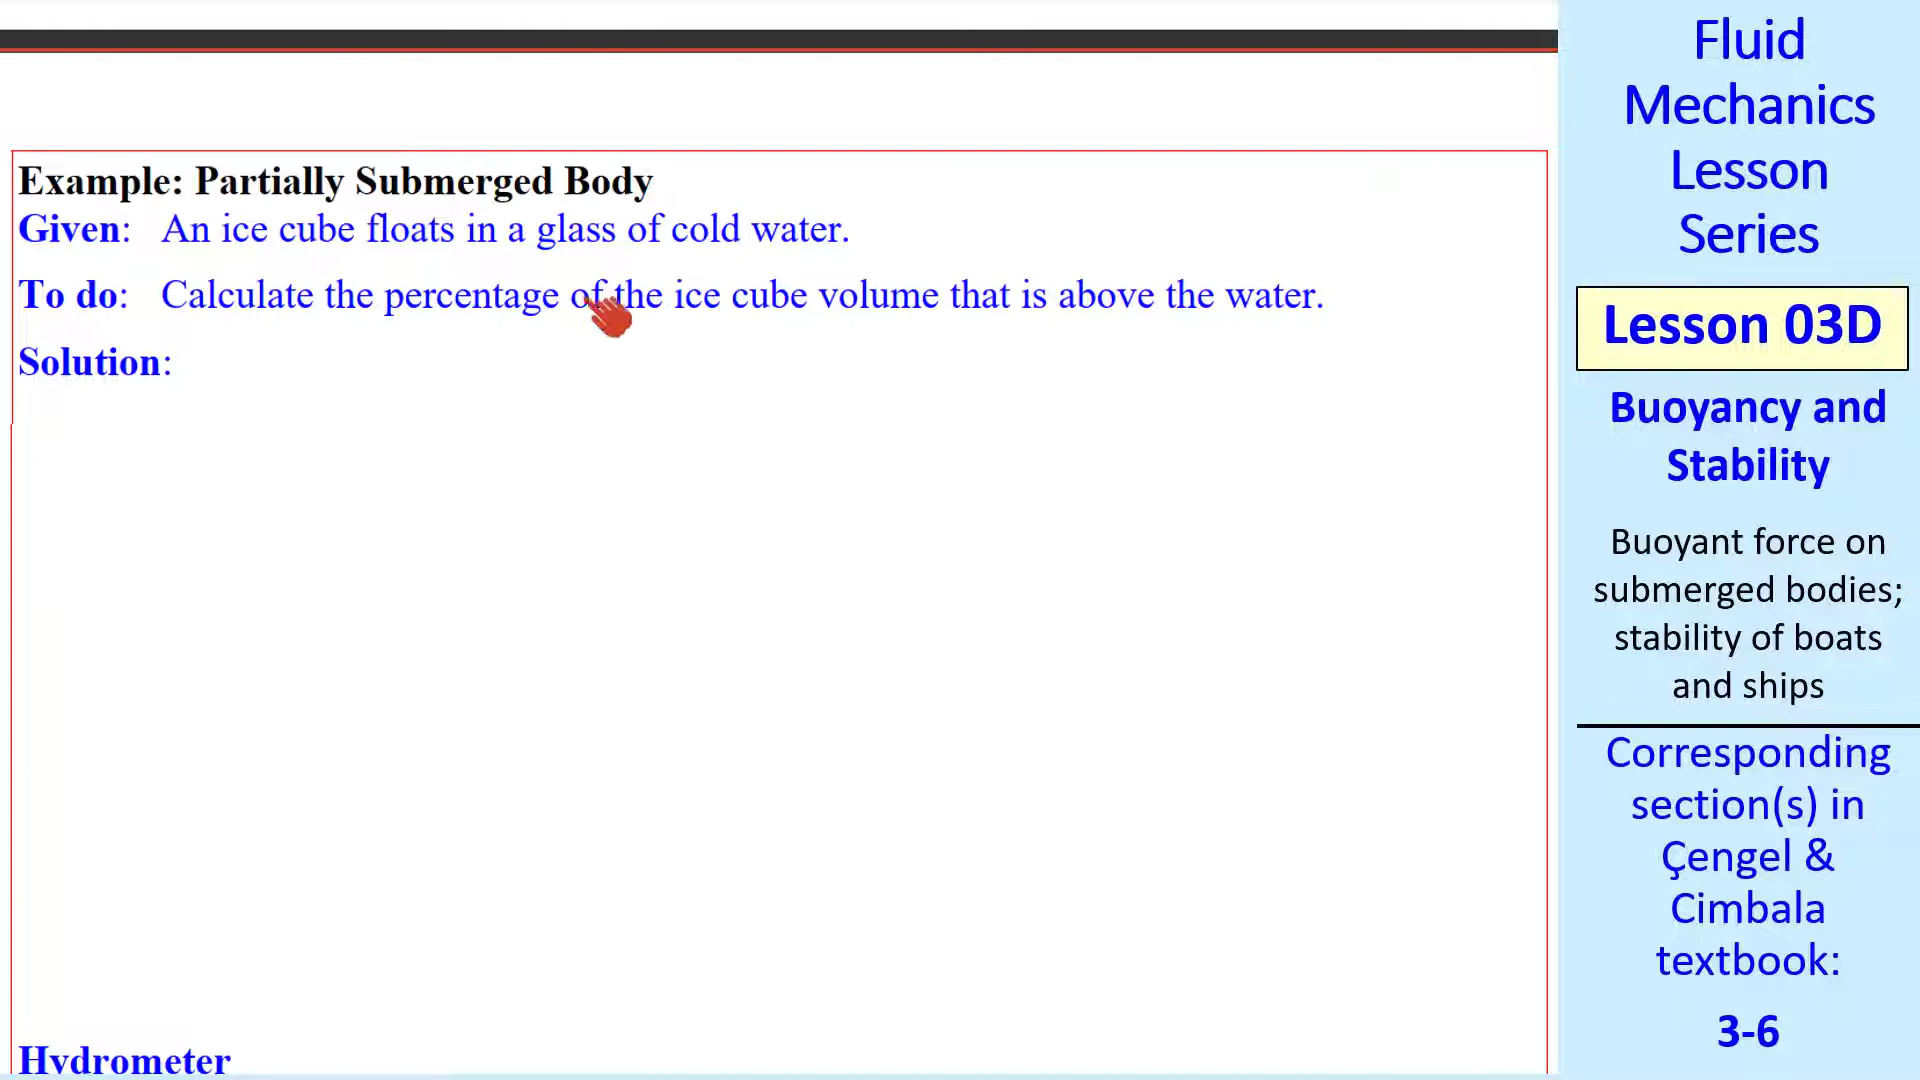 Example: Partially Submerged Body
Given: An ice cube floats in a glass of cold water.
To do: Calculate the percentage of the ice cube volume that is above the water.
Solution:
Hydrometer
Fluid
Mechanics
Lesson
Series
Lesson 03D
Buoyancy and
Stability
Buoyant force on
submerged bodies;
stability of boats
and ships
Corresponding
section(s) in
Çengel &
Cimbala
textbook:
3-6